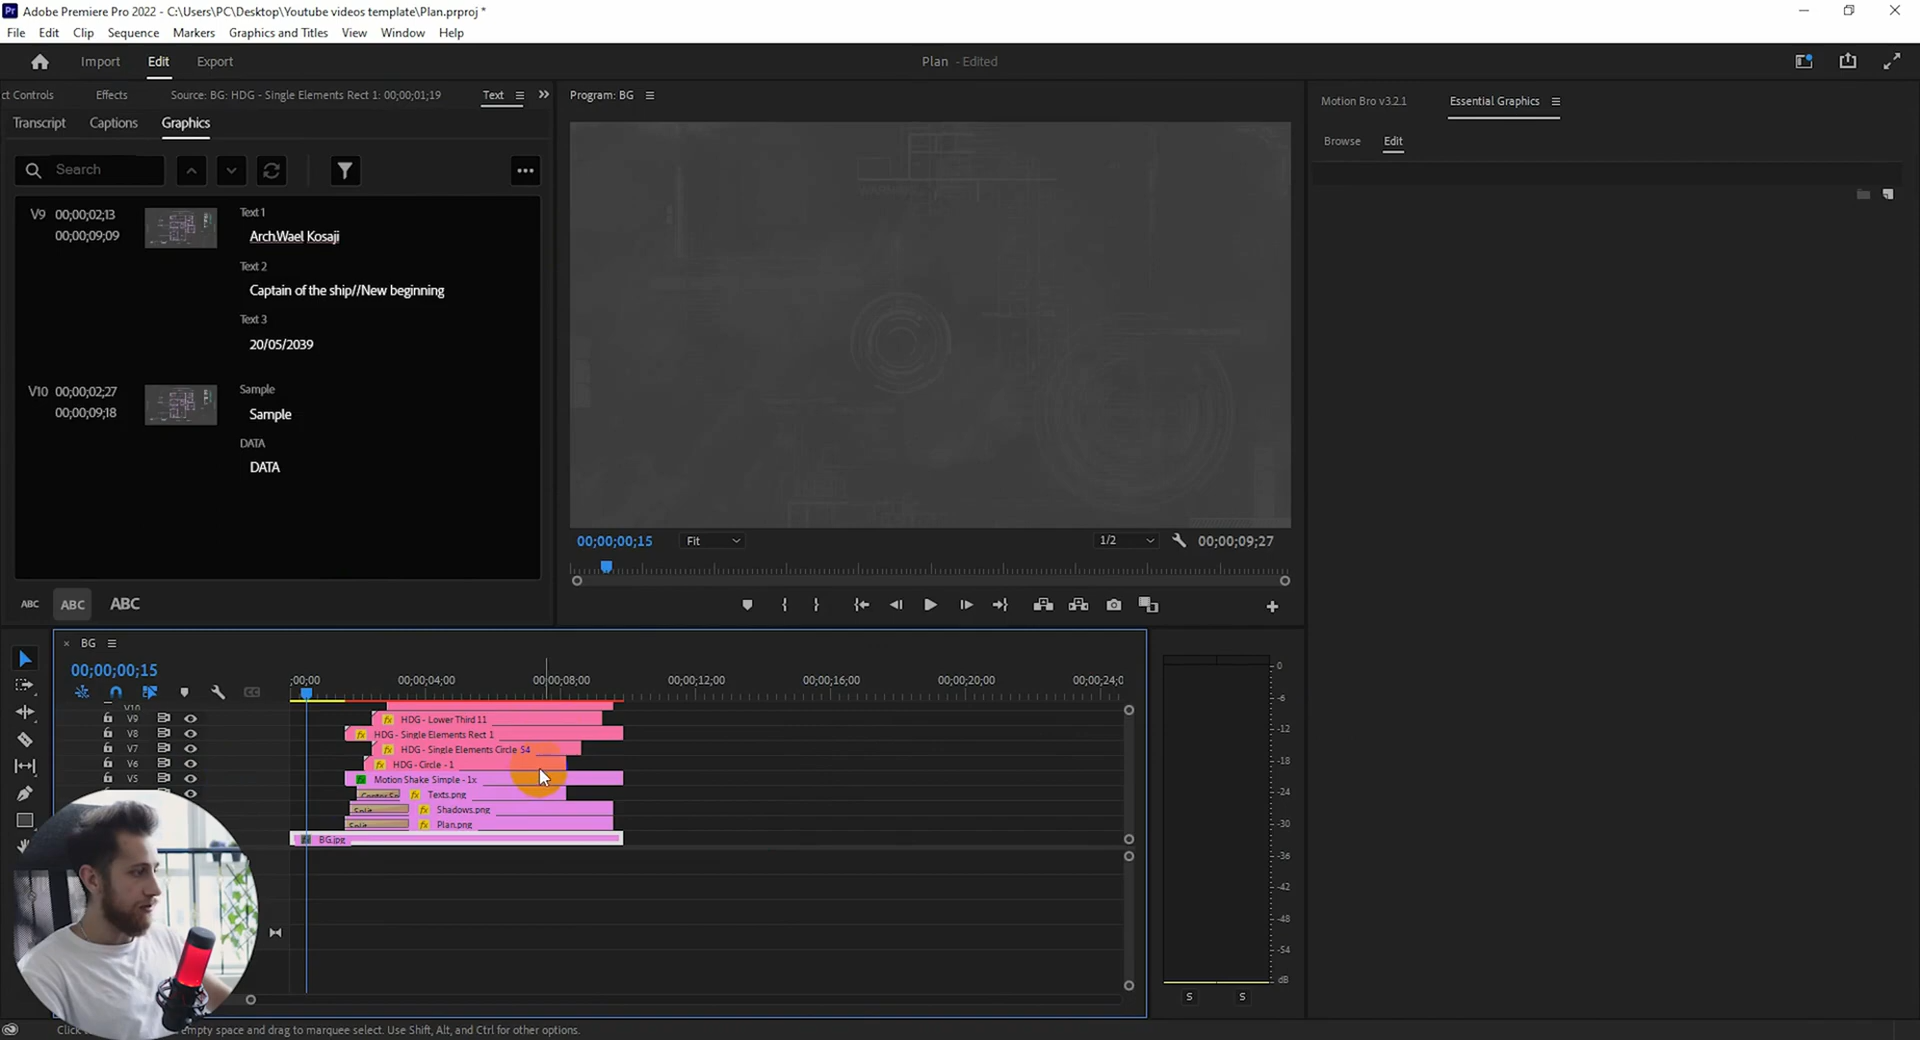 Adobe Premiere Pro 2022 - C:\Users\PC\Desktop\Youtube videos template\Plan.prproj *
File Edit Clip Sequence Markers Graphics and Titles View Window Help
Import Edit Export
Plan - Edited
ct Controls Effects Source: BG: HDG - Single Elements Rect 1: 00;00;01;19 Text
Program: BG
Motion Bro v3.2.1 Essential Graphics
Transcript Captions Graphics
Browse Edit
Search
V9 00;00;02;13
00;00;09;09
Text 1
Arch.Wael Kosaji
Text 2
Captain of the ship//New beginning
Text 3
20/05/2039
V10 00;00;02;27
00;00;09;18
Sample
Sample
DATA
DATA
ABC ABC ABC
00;00;00;15 Fit 1/2 00;00;09;27
BG
00;00;00;15
;00;00 00;00;04;00 00;00;08;00 00;00;12;00 00;00;16;00 00;00;20;00 00;00;24;0
V10
V9 HDG - Lower Third 11
V8 HDG - Single Elements Rect 1
V7 HDG - Single Elements Circle 54
V6 HDG - Circle - 1
V5 Motion Shake Simple - 1x
Texts.png
Shadows.png
Plan.png
BG.jpg
0
-6
-12
-18
-24
-30
-36
-42
-48
-54
dB
S S
Click
empty space and drag to marquee select. Use Shift, Alt, and Ctrl for other options.